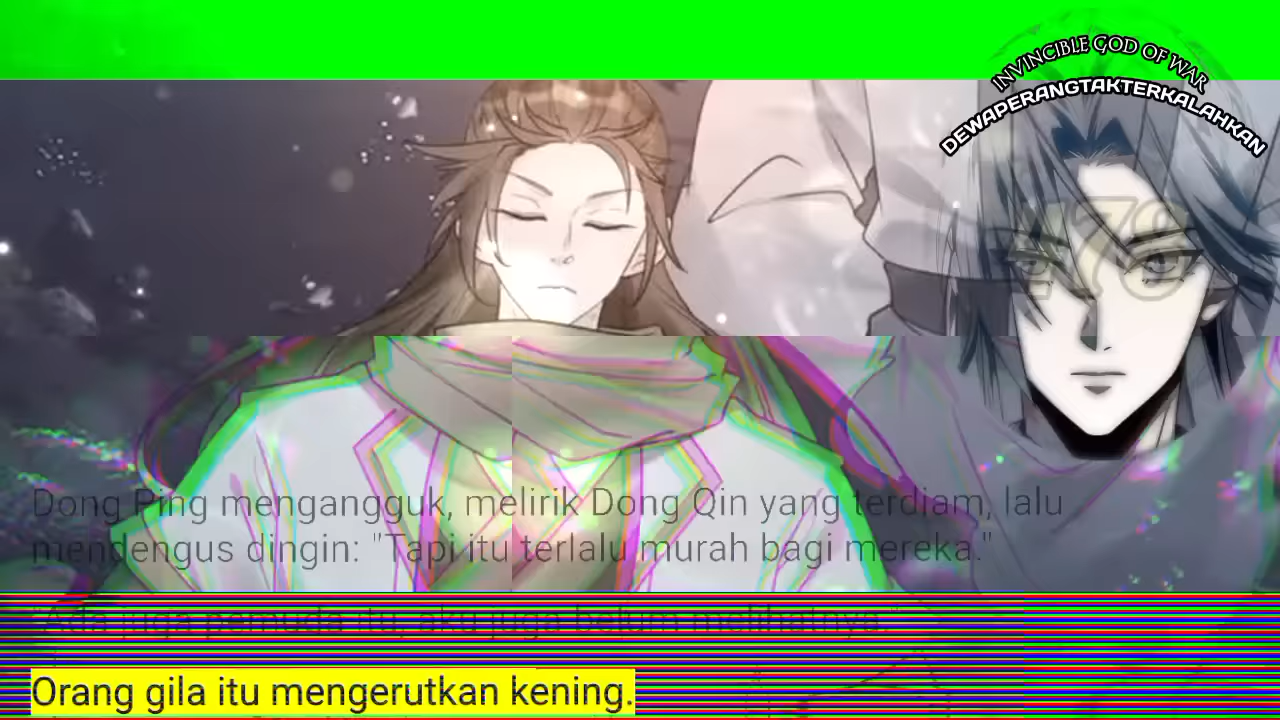 INVINCIBLE GOD OF WAR
DEWAPERANGTAKTERKALAHKAN
478
Dong Ping mengangguk, melirik Dong Qin yang terdiam, lalu
mendengus dingin: "Tapi itu terlalu murah bagi mereka."
"Ada juga pemuda itu, aku juga belum melihatnya."
Orang gila itu mengerutkan kening.